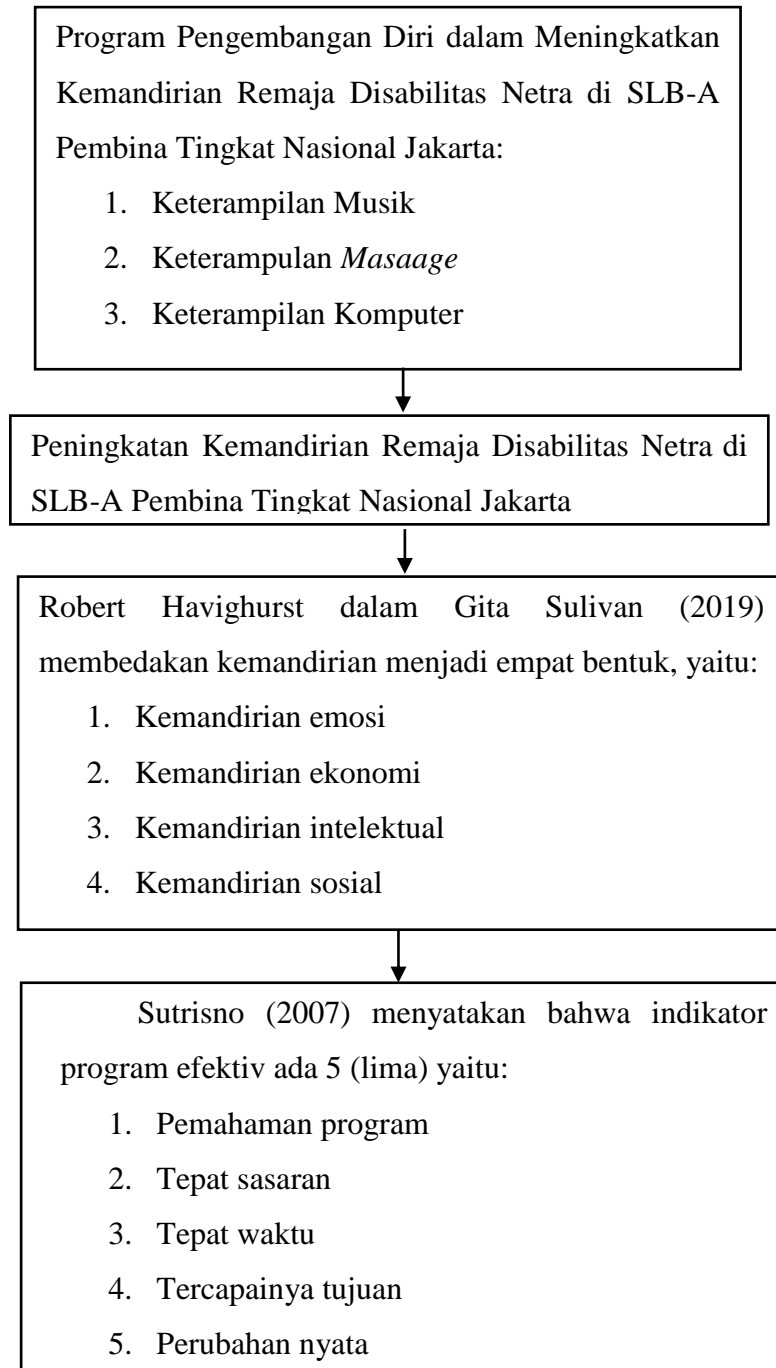 Program Pengembangan Diri dalam Meningkatkan
Kemandirian Remaja Disabilitas Netra di SLB-A
Pembina Tingkat Nasional Jakarta:
1. Keterampilan Musik
2. Keterampulan Masaage
3. Keterampilan Komputer
Peningkatan Kemandirian Remaja Disabilitas Netra di
SLB-A Pembina Tingkat Nasional Jakarta
Robert Havighurst dalam Gita Sulivan (2019)
membedakan kemandirian menjadi empat bentuk, yaitu:
1. Kemandirian emosi
2. Kemandirian ekonomi
3. Kemandirian intelektual
4. Kemandirian sosial
Sutrisno (2007) menyatakan bahwa indikator
program efektiv ada 5 (lima) yaitu:
1. Pemahaman program
2. Tepat sasaran
3. Tepat waktu
4. Tercapainya tujuan
5. Perubahan nyata